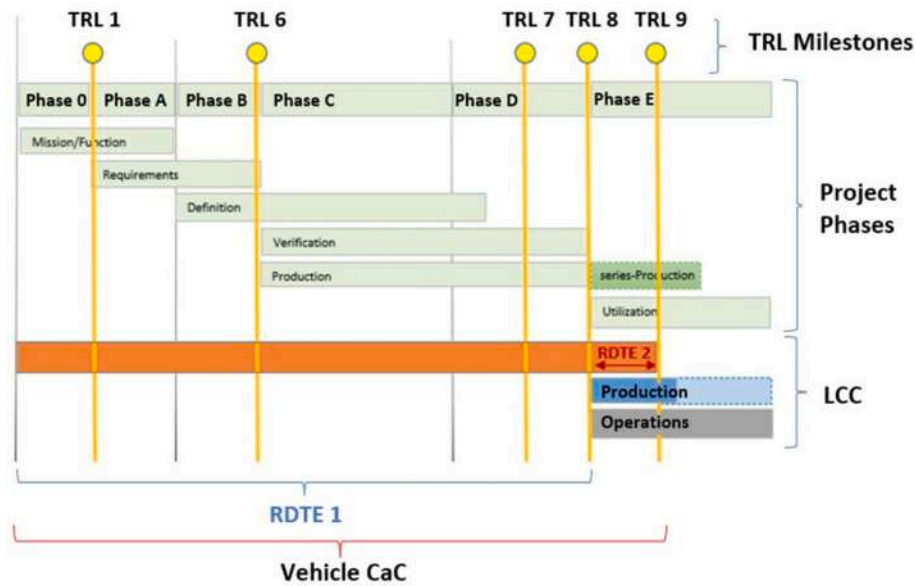 TRL 1
TRL 6
TRL 7
TRL 8
TRL 9
TRL Milestones
Phase 0
Phase A
Phase B
Phase C
Phase D
Phase E
Mission/Function
Requirements
Definition
Verification
Production
series-Production
Utilization
Project
Phases
RDTE 2
Production
Operations
LCC
RDTE 1
Vehicle CaC